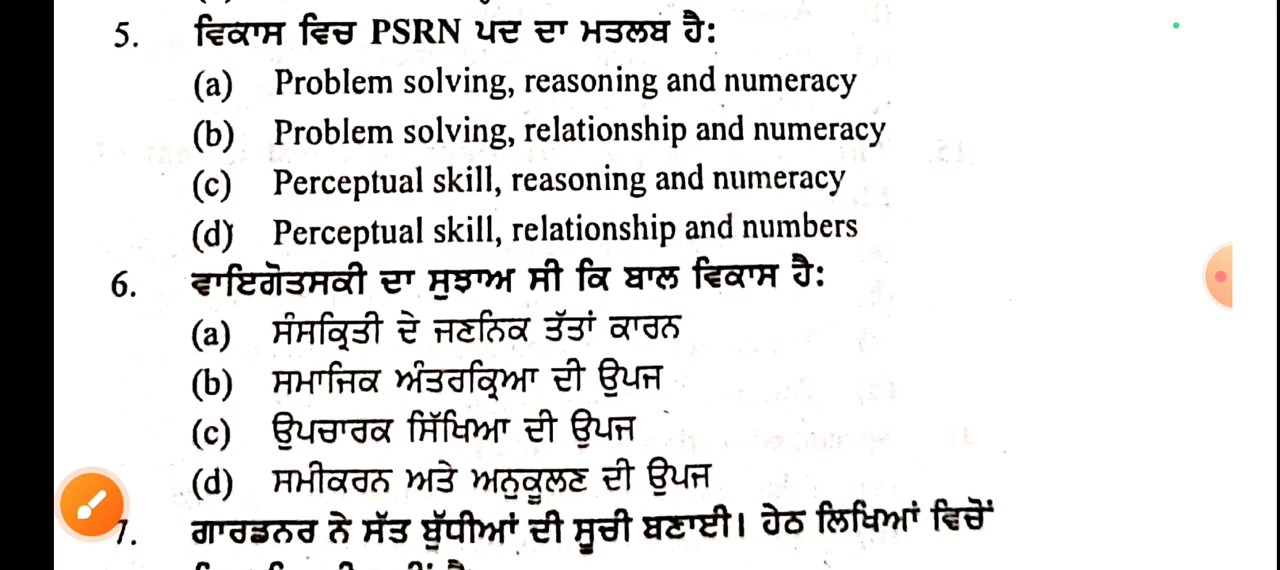 5. ਵਿਕਾਸ ਵਿਚ PSRN ਪਦ ਦਾ ਮਤਲਬ ਹੈ:
(a) Problem solving, reasoning and numeracy
(b) Problem solving, relationship and numeracy
(c) Perceptual skill, reasoning and numeracy
(d) Perceptual skill, relationship and numbers
6. ਵਾਇਗੋਤਸਕੀ ਦਾ ਸੁਝਾਅ ਸੀ ਕਿ ਬਾਲ ਵਿਕਾਸ ਹੈ:
(a) ਸੰਸਕ੍ਰਿਤੀ ਦੇ ਜਣਨਿਕ ਤੱਤਾਂ ਕਾਰਨ
(b) ਸਮਾਜਿਕ ਅੰਤਰਕ੍ਰਿਆ ਦੀ ਉਪਜ
(c) ਉਪਚਾਰਕ ਸਿੱਖਿਆ ਦੀ ਉਪਜ
(d) ਸਮੀਕਰਨ ਅਤੇ ਅਨੁਕੂਲਣ ਦੀ ਉਪਜ
7. ਗਾਰਡਨਰ ਨੇ ਸੱਤ ਬੁੱਧੀਆਂ ਦੀ ਸੂਚੀ ਬਣਾਈ। ਹੇਠ ਲਿਖਿਆਂ ਵਿਚੋਂ